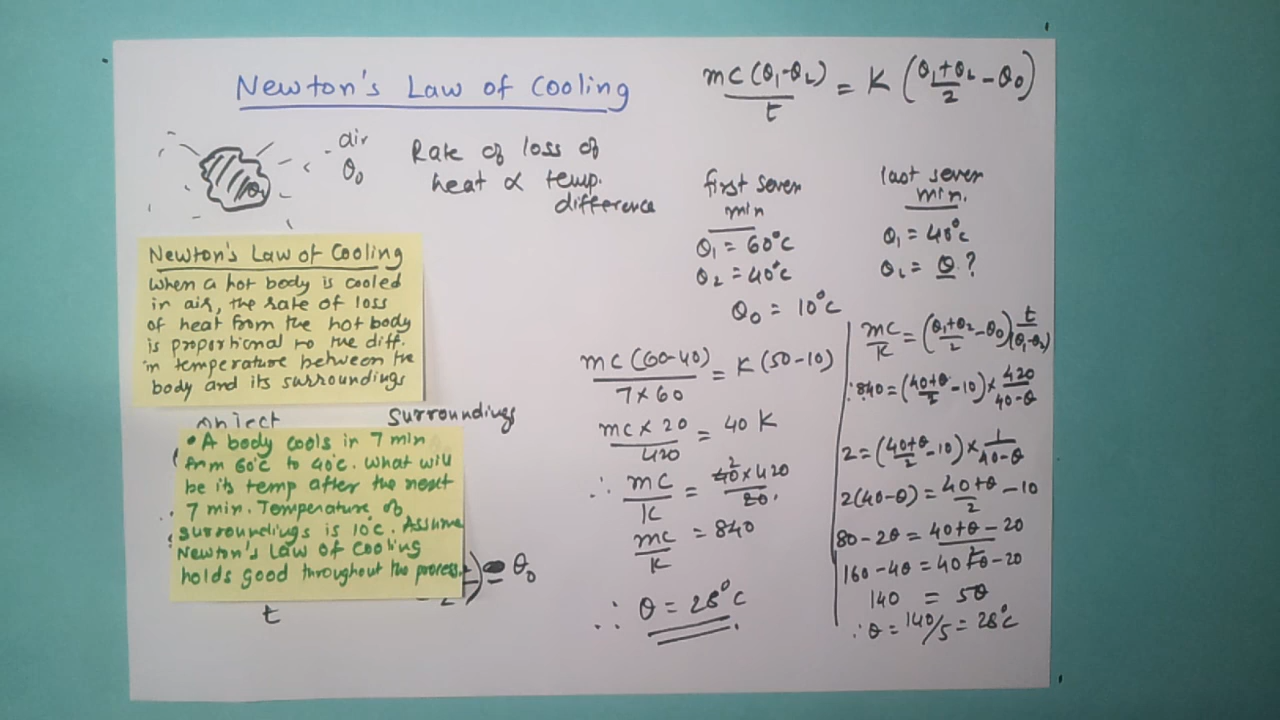 Newton's Law of Cooling
air
θ₀
Rate of loss of
heat ∝ temp.
difference
Newton's Law of Cooling
When a hot body is cooled
in air, the rate of loss
of heat from the hot body
is proportional to the diff.
in temperature between the
body and its surroundings
object
surroundings
• A body cools in 7 min
from 60°C to 40°C. What will
be its temp after the next
7 min. Temperature of
surroundings is 10°C. Assume
Newton's Law of Cooling
holds good throughout the process.
θ₀
t
mc(θ₁-θ₂)/t = K((θ₁+θ₂)/2 - θ₀)
first seven
min
θ₁ = 60°C
θ₂ = 40°C
last seven
min.
θ₁ = 40°C
θ₂ = θ ?
θ₀ = 10°C
mc(60-40)/(7×60) = K(50-10)
mc×20/420 = 40 K
∴ mc/K = 40×420/20. 2
mc/K = 840
∴ θ = 28°C
mc/K = ((θ₁+θ₂)/2 - θ₀) t/(θ₁-θ₂)
∴ 840 = ((40+θ)/2 - 10) × 420/(40-θ)
2 = ((40+θ)/2 - 10) × 1/(40-θ)
2(40-θ) = (40+θ)/2 - 10
80 - 2θ = (40+θ-20)/2
160 - 4θ = 40+θ-20
140 = 5θ
∴ θ = 140/5 = 28°C